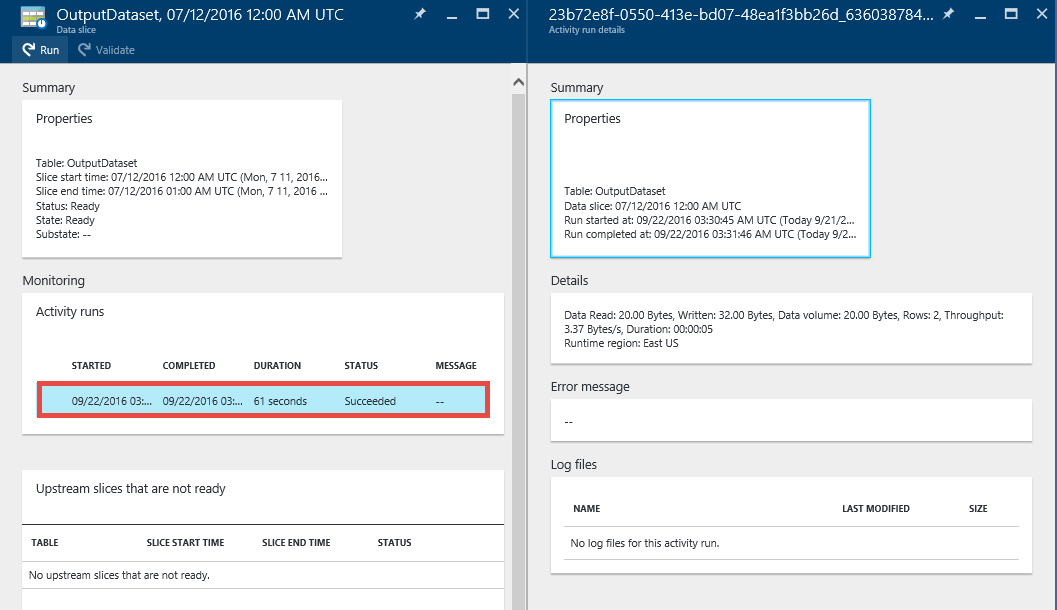 OutputDataset, 07/12/2016 12:00 AM UTC
Data slice
Run
Validate
Summary
Properties
Table: OutputDataset
Slice start time: 07/12/2016 12:00 AM UTC (Mon, 7 11, 2016...
Slice end time: 07/12/2016 01:00 AM UTC (Mon, 7 11, 2016 ...
Status: Ready
State: Ready
Substate: --
Monitoring
Activity runs
STARTED COMPLETED DURATION STATUS MESSAGE
09/22/2016 03:... 09/22/2016 03:... 61 seconds Succeeded --
Upstream slices that are not ready
TABLE SLICE START TIME SLICE END TIME STATUS
No upstream slices that are not ready.
23b72e8f-0550-413e-bd07-48ea1f3bb26d_636038784...
Activity run details
Summary
Properties
Table: OutputDataset
Data slice: 07/12/2016 12:00 AM UTC
Run started at: 09/22/2016 03:30:45 AM UTC (Today 9/21/2...
Run completed at: 09/22/2016 03:31:46 AM UTC (Today 9/2...
Details
Data Read: 20.00 Bytes, Written: 32.00 Bytes, Data volume: 20.00 Bytes, Rows: 2, Throughput:
3.37 Bytes/s, Duration: 00:00:05
Runtime region: East US
Error message
--
Log files
NAME LAST MODIFIED SIZE
No log files for this activity run.